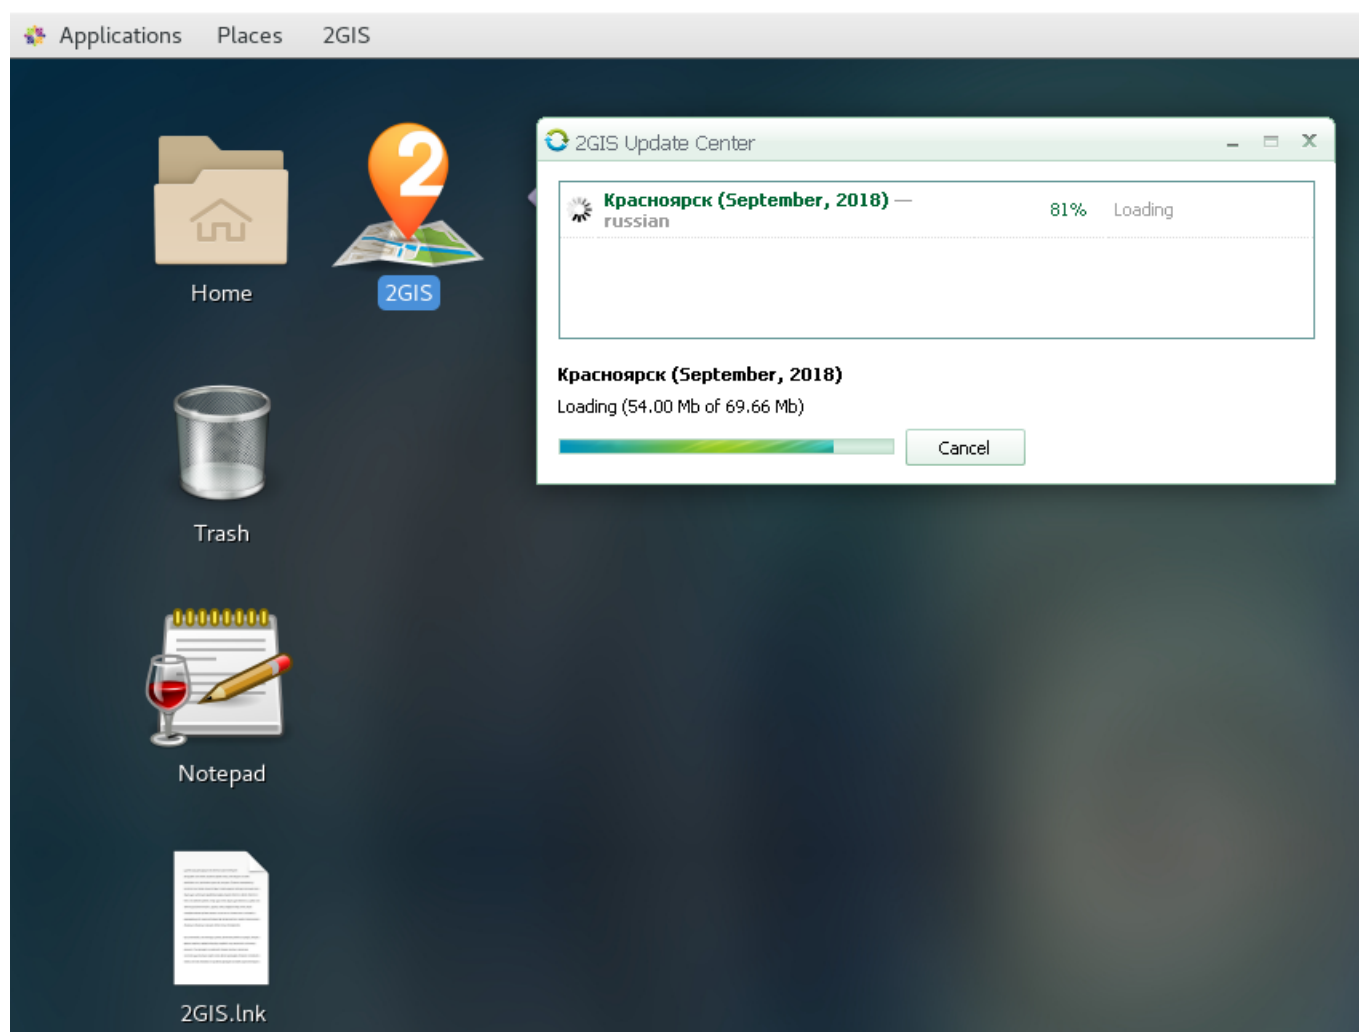 Applications Places 2GIS
2
2GIS Update Center
Красноярск (September, 2018) —
russian
81% Loading
Красноярск (September, 2018)
Loading (54.00 Mb of 69.66 Mb)
Cancel
Home
2GIS
Trash
Notepad
2GIS.lnk